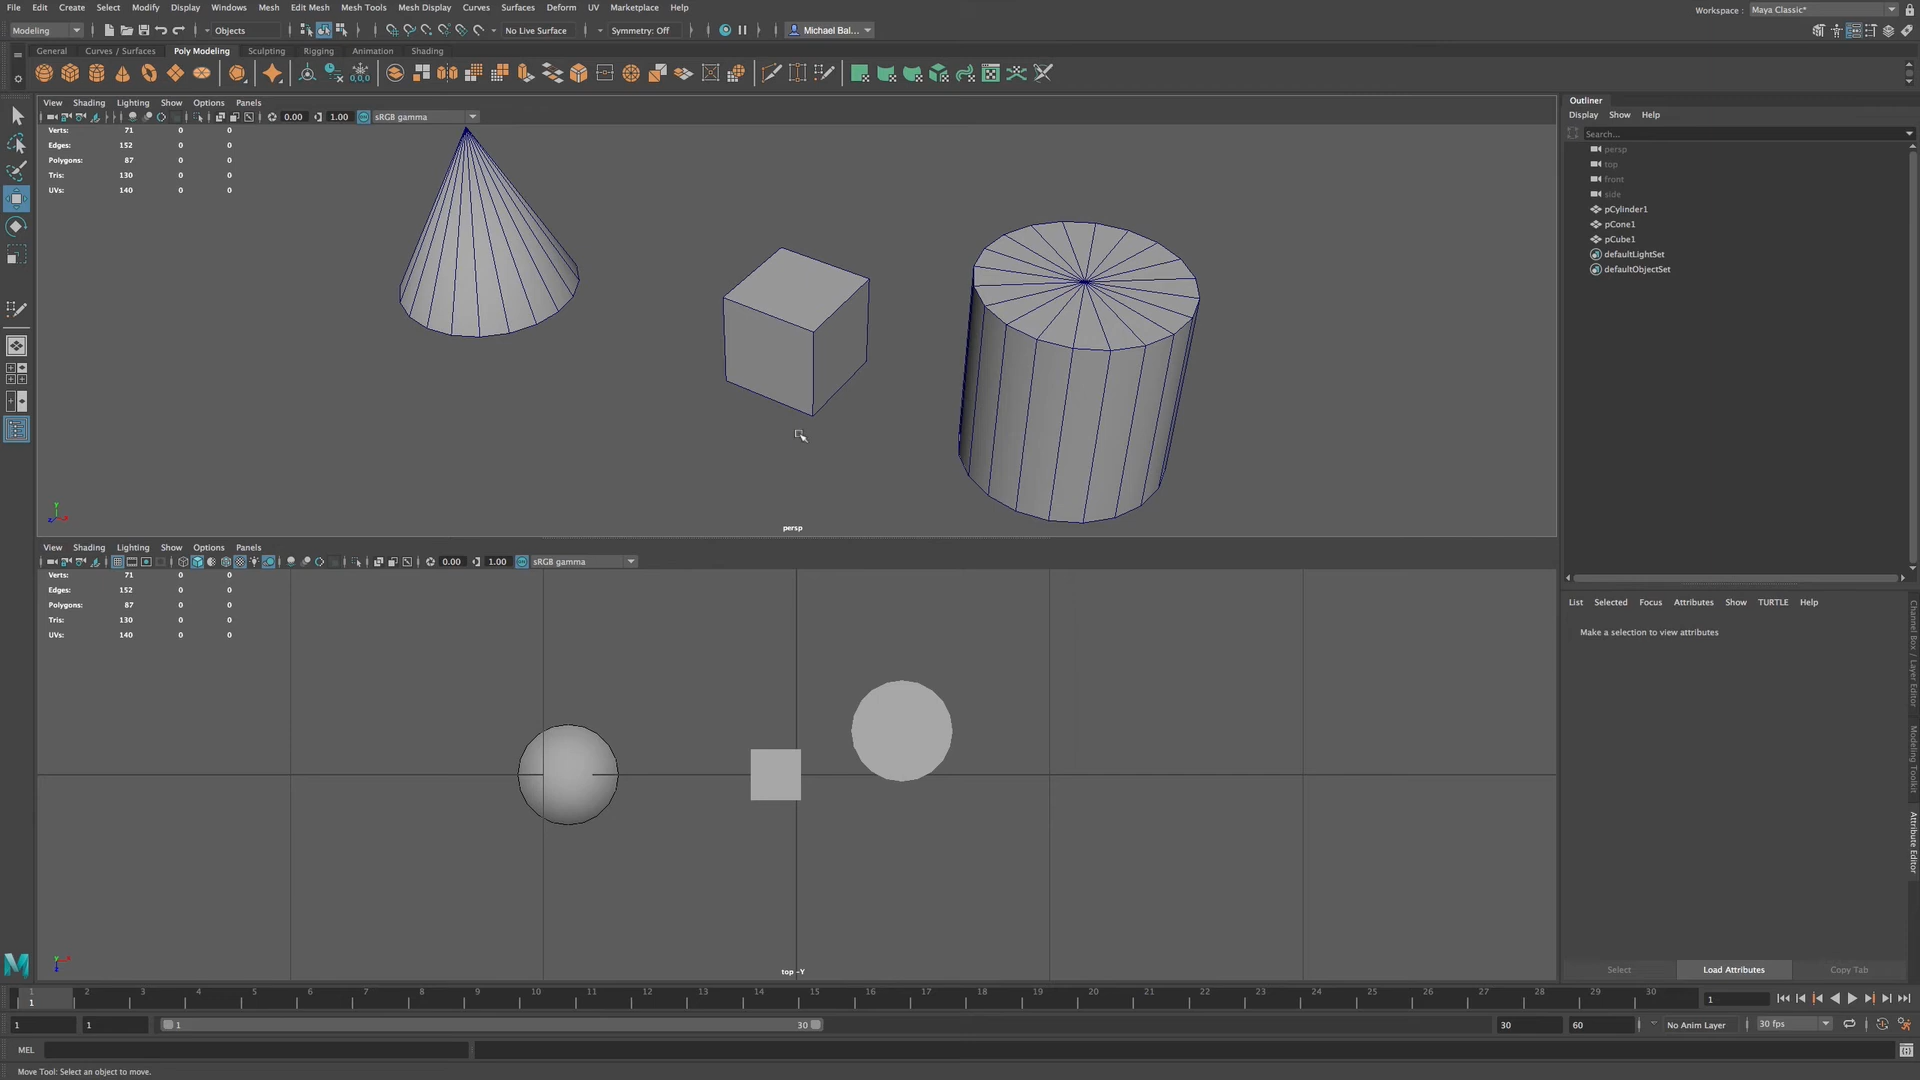 File Edit Create Select Modify Display Windows Mesh Edit Mesh Mesh Tools Mesh Display Curves Surfaces Deform UV Marketplace Help
Workspace : Maya Classic*
Modeling Objects No Live Surface Symmetry: Off Michael Bal...
General Curves / Surfaces Poly Modeling Sculpting Rigging Animation Shading
View Shading Lighting Show Options Panels
0.00 1.00 sRGB gamma
Verts: 71 0 0
Edges: 152 0 0
Polygons: 87 0 0
Tris: 130 0 0
UVs: 140 0 0
persp
View Shading Lighting Show Options Panels
0.00 1.00 sRGB gamma
Verts: 71 0 0
Edges: 152 0 0
Polygons: 87 0 0
Tris: 130 0 0
UVs: 140 0 0
top -Y
Outliner
Display Show Help
Search...
persp
top
front
side
pCylinder1
pCone1
pCube1
defaultLightSet
defaultObjectSet
List Selected Focus Attributes Show TURTLE Help
Make a selection to view attributes
Channel Box / Layer Editor
Modeling Toolkit
Attribute Editor
Select Load Attributes Copy Tab
1 2 3 4 5 6 7 8 9 10 11 12 13 14 15 16 17 18 19 20 21 22 23 24 25 26 27 28 29 30
1 1
1 1 1 30 30 60 No Anim Layer 30 fps
MEL
Move Tool: Select an object to move.